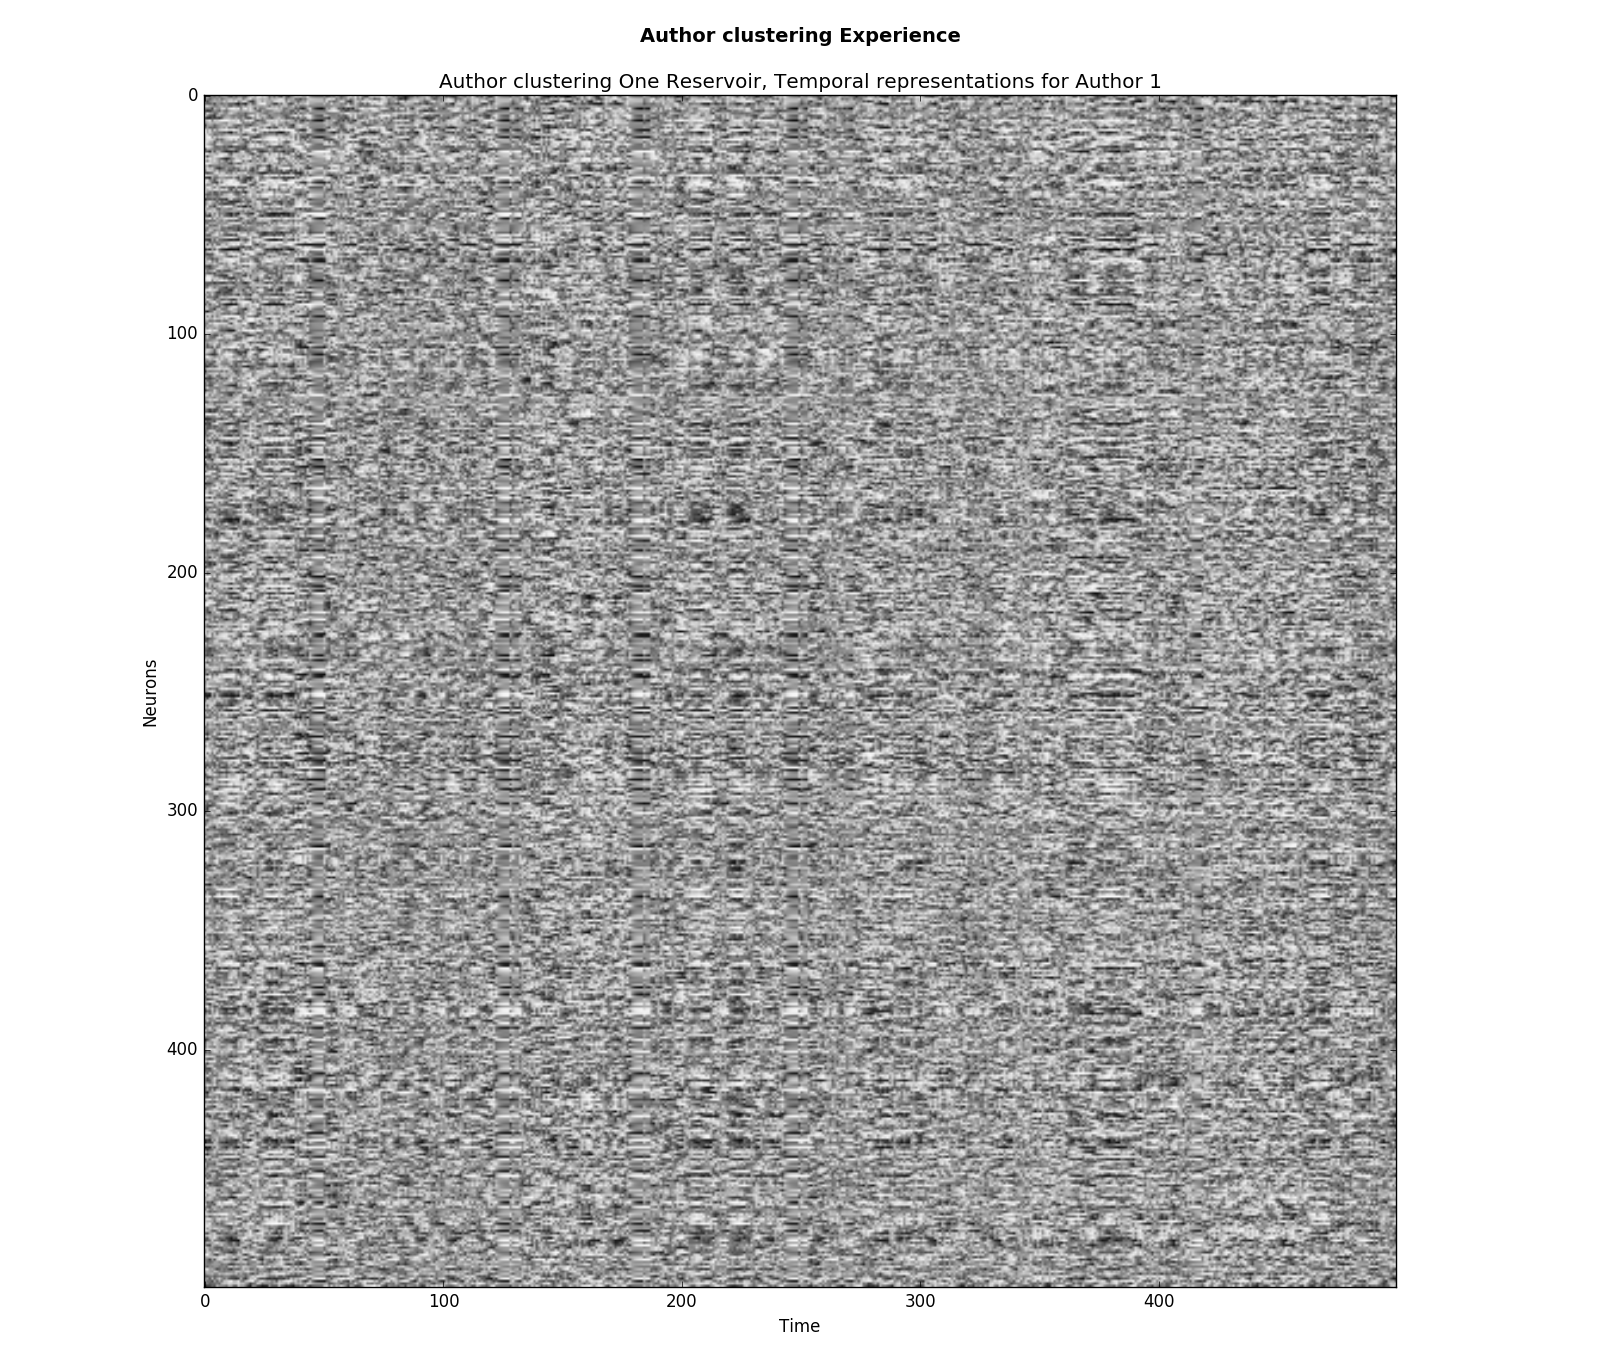 Author clustering Experience
Author clustering One Reservoir, Temporal representations for Author 1
0
100
200
300
400
Neurons
0 100 200 300 400
Time